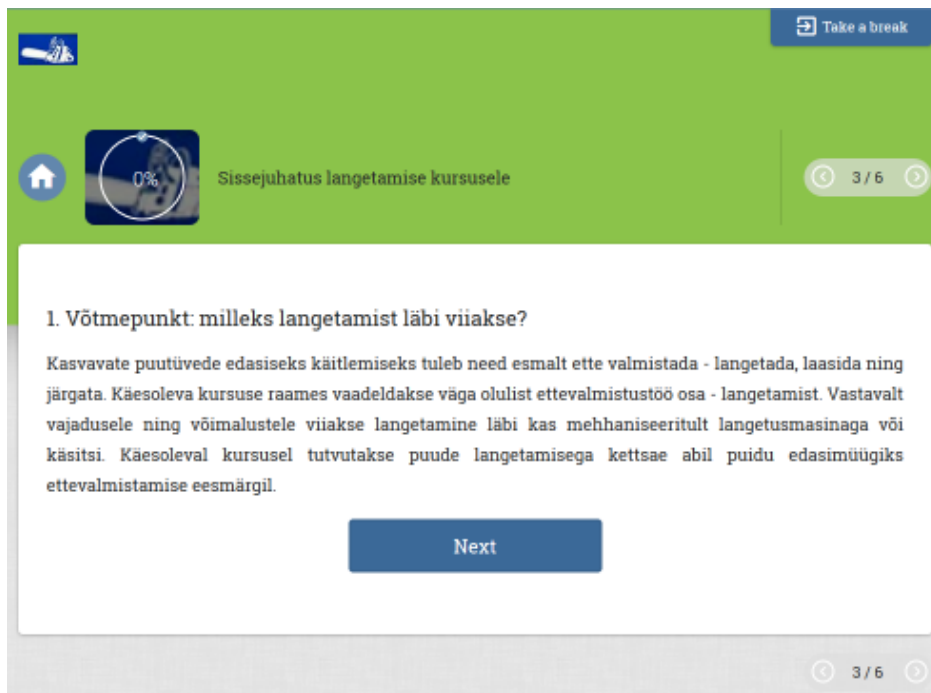 Take a break
0%
Sissejuhatus langetamise kursusele
3/6
1. Võtmepunkt: milleks langetamist läbi viiakse?
Kasvavate puutüvede edasiseks käitlemiseks tuleb need esmalt ette valmistada - langetada, laasida ning
järgata. Käesoleva kursuse raames vaadeldakse väga olulist ettevalmistustöö osa - langetamist. Vastavalt
vajadusele ning võimalustele viiakse langetamine läbi kas mehhaniseeritult langetusmasinaga või
käsitsi. Käesoleval kursusel tutvutakse puude langetamisega kettsae abil puidu edasimüügiks
ettevalmistamise eesmärgil.
Next
3/6